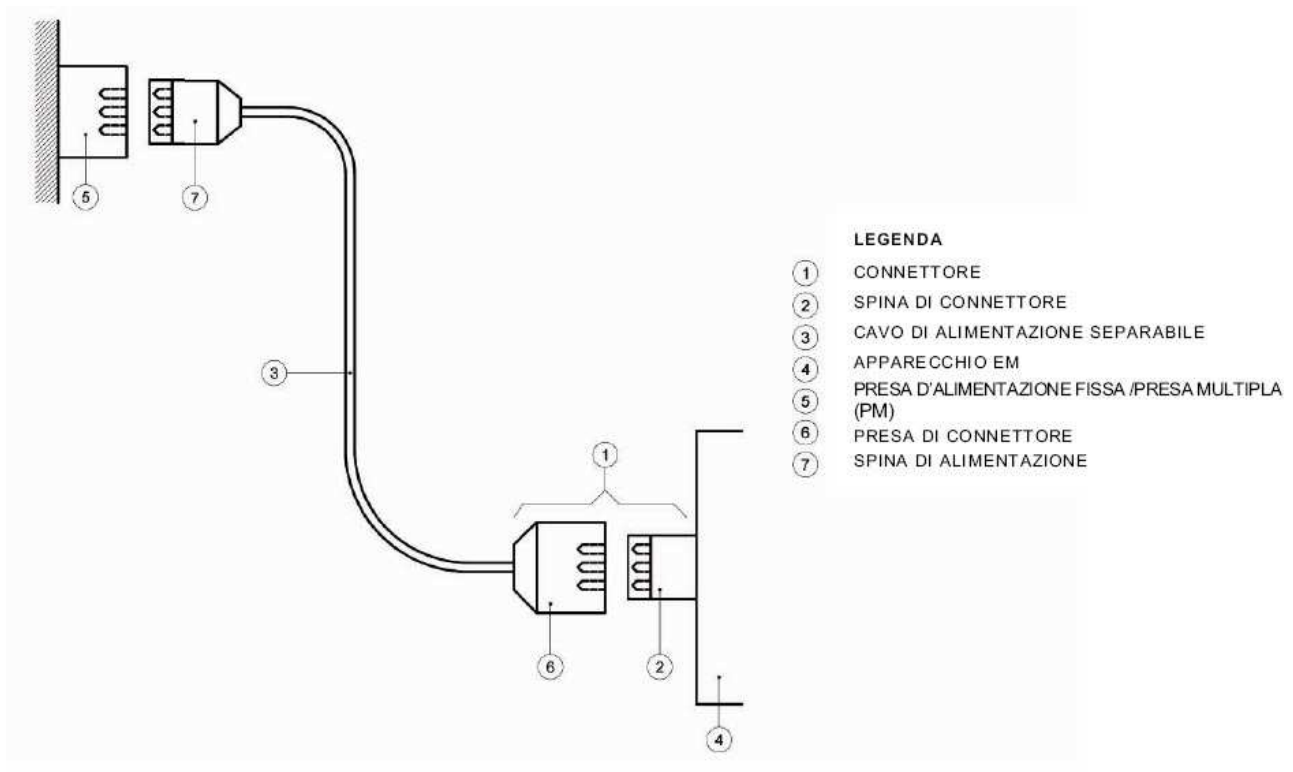 5
7
LEGENDA
1 CONNETTORE
2 SPINA DI CONNETTORE
3 CAVO DI ALIMENTAZIONE SEPARABILE
4 APPARECCHIO EM
5 PRESA D'ALIMENTAZIONE FISSA /PRESA MULTIPLA
(PM)
6 PRESA DI CONNETTORE
7 SPINA DI ALIMENTAZIONE
3
1
6
2
4